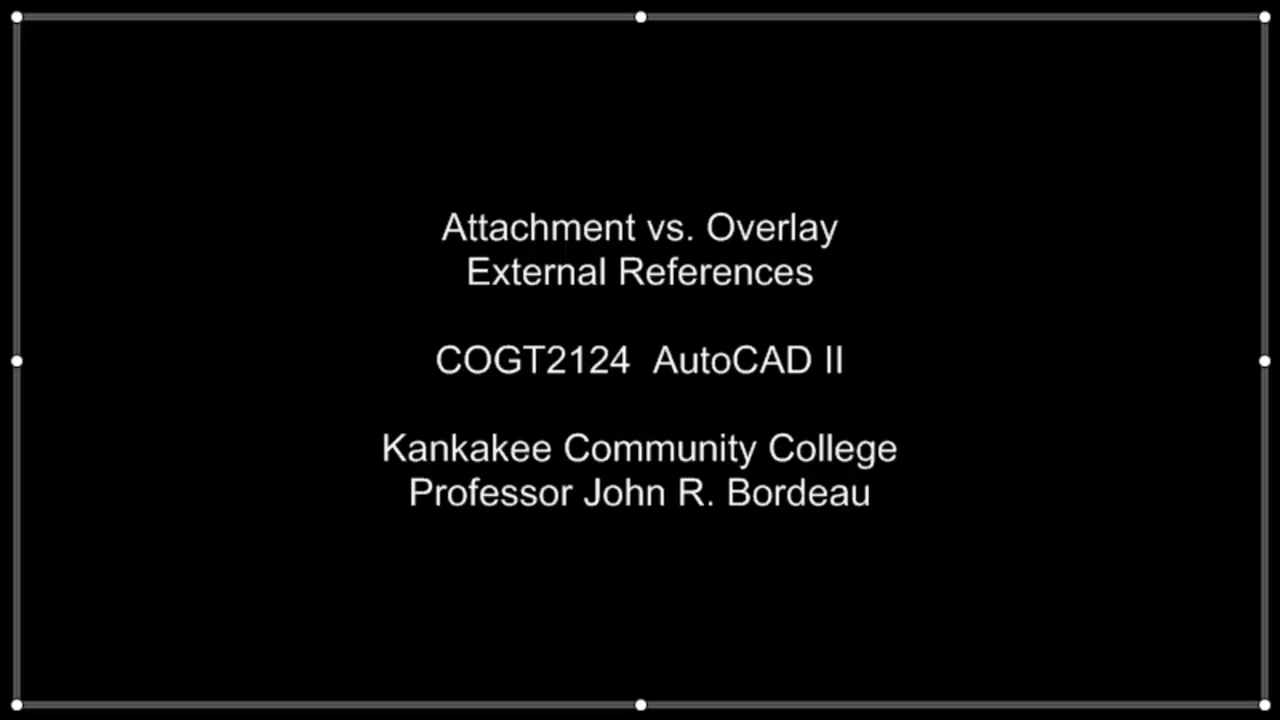 Attachment vs. Overlay
External References
COGT2124 AutoCAD II
Kankakee Community College
Professor John R. Bordeau